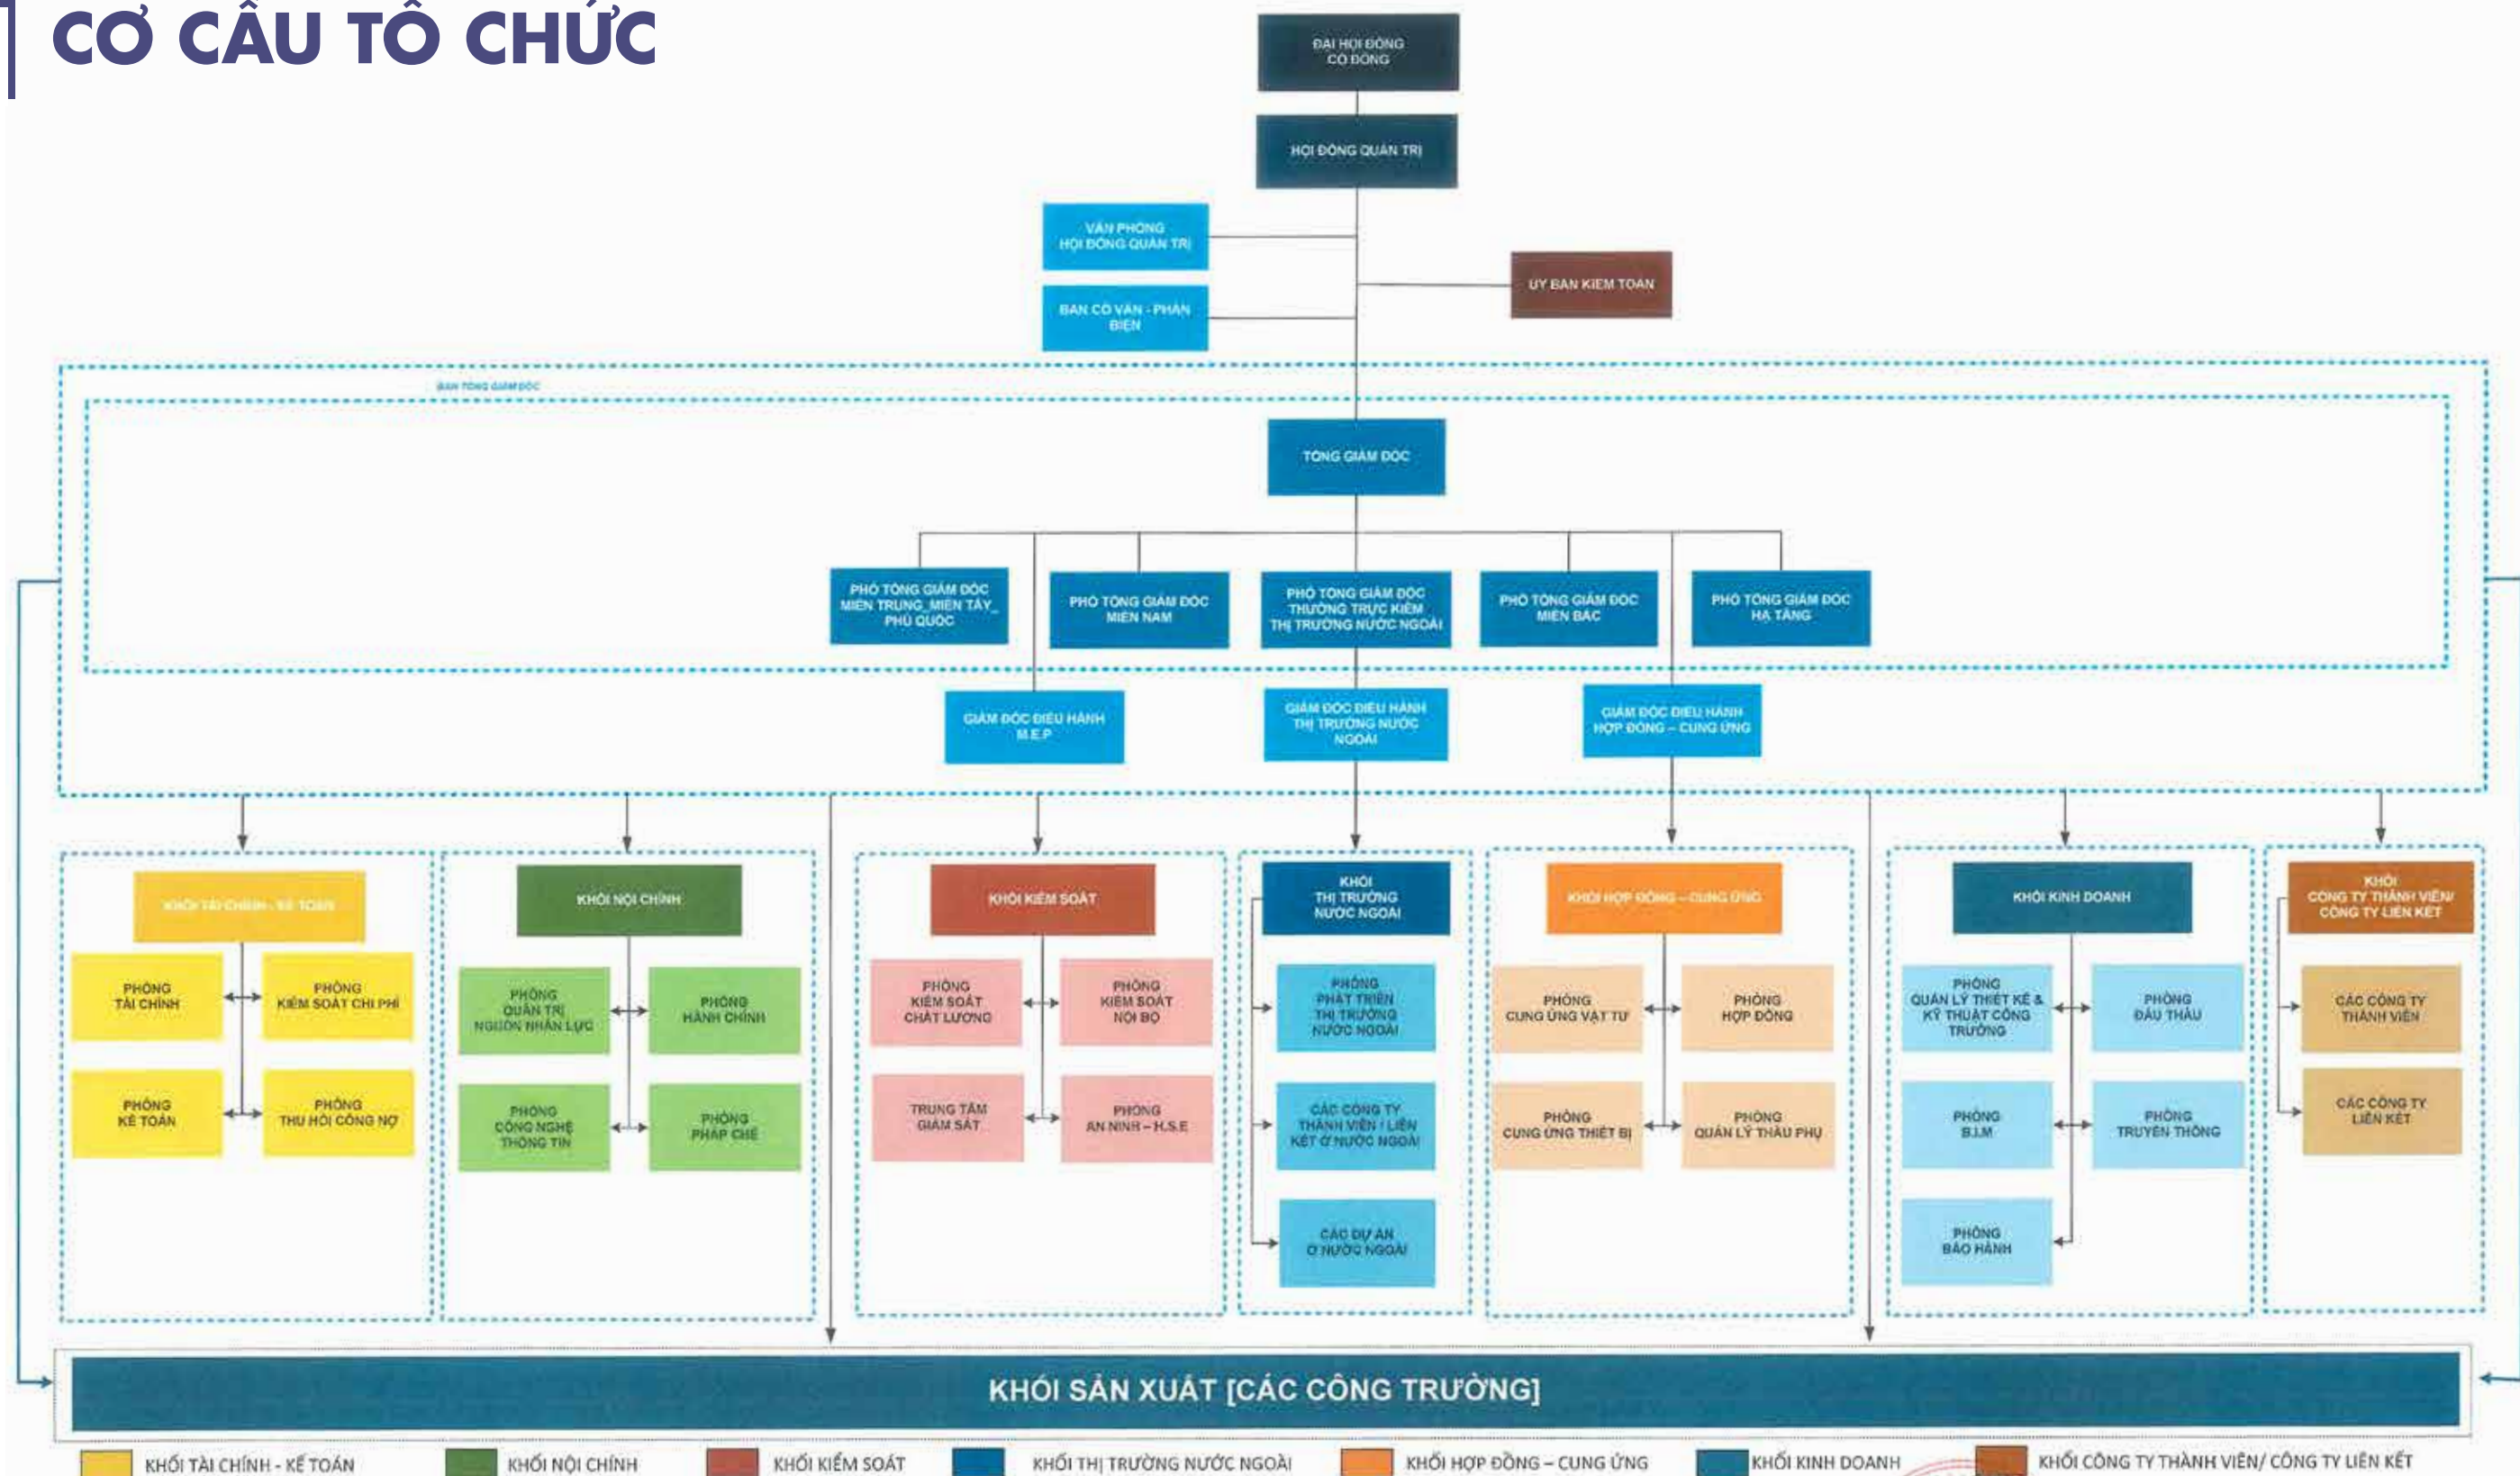 CƠ CẤU TỔ CHỨC
ĐẠI HỘI ĐỒNG
CỔ ĐÔNG
HỘI ĐỒNG QUẢN TRỊ
VĂN PHÒNG
HỘI ĐỒNG QUẢN TRỊ
ỦY BAN KIỂM TOÁN
BAN CỐ VẤN - PHẢN
BIỆN
BAN TỔNG GIÁM ĐỐC
TỔNG GIÁM ĐỐC
PHÓ TỔNG GIÁM ĐỐC
MIỀN TRUNG_MIỀN TÂY_
PHÚ QUỐC
PHÓ TỔNG GIÁM ĐỐC
MIỀN NAM
PHÓ TỔNG GIÁM ĐỐC
THƯỜNG TRỰC KIÊM
THỊ TRƯỜNG NƯỚC NGOÀI
PHÓ TỔNG GIÁM ĐỐC
MIỀN BẮC
PHÓ TỔNG GIÁM ĐỐC
HẠ TẦNG
GIÁM ĐỐC ĐIỀU HÀNH
M.E.P
GIÁM ĐỐC ĐIỀU HÀNH
THỊ TRƯỜNG NƯỚC
NGOÀI
GIÁM ĐỐC ĐIỀU HÀNH
HỢP ĐỒNG – CUNG ỨNG
KHỐI TÀI CHÍNH - KẾ TOÁN
PHÒNG
TÀI CHÍNH
PHÒNG
KIỂM SOÁT CHI PHÍ
PHÒNG
KẾ TOÁN
PHÒNG
THU HỒI CÔNG NỢ
KHỐI NỘI CHÍNH
PHÒNG
QUẢN TRỊ
NGUỒN NHÂN LỰC
PHÒNG
HÀNH CHÍNH
PHÒNG
CÔNG NGHỆ
THÔNG TIN
PHÒNG
PHÁP CHẾ
KHỐI KIỂM SOÁT
PHÒNG
KIỂM SOÁT
CHẤT LƯỢNG
PHÒNG
KIỂM SOÁT
NỘI BỘ
TRUNG TÂM
GIÁM SÁT
PHÒNG
AN NINH – H.S.E
KHỐI
THỊ TRƯỜNG
NƯỚC NGOÀI
PHÒNG
PHÁT TRIỂN
THỊ TRƯỜNG
NƯỚC NGOÀI
CÁC CÔNG TY
THÀNH VIÊN / LIÊN
KẾT Ở NƯỚC NGOÀI
CÁC DỰ ÁN
Ở NƯỚC NGOÀI
KHỐI HỢP ĐỒNG – CUNG ỨNG
PHÒNG
CUNG ỨNG VẬT TƯ
PHÒNG
HỢP ĐỒNG
PHÒNG
CUNG ỨNG THIẾT BỊ
PHÒNG
QUẢN LÝ THẦU PHỤ
KHỐI KINH DOANH
PHÒNG
QUẢN LÝ THIẾT KẾ &
KỸ THUẬT CÔNG
TRƯỜNG
PHÒNG
ĐẤU THẦU
PHÒNG
B.I.M
PHÒNG
TRUYỀN THÔNG
PHÒNG
BẢO HÀNH
KHỐI
CÔNG TY THÀNH VIÊN/
CÔNG TY LIÊN KẾT
CÁC CÔNG TY
THÀNH VIÊN
CÁC CÔNG TY
LIÊN KẾT
KHỐI SẢN XUẤT [CÁC CÔNG TRƯỜNG]
KHỐI TÀI CHÍNH - KẾ TOÁN
KHỐI NỘI CHÍNH
KHỐI KIỂM SOÁT
KHỐI THỊ TRƯỜNG NƯỚC NGOÀI
KHỐI HỢP ĐỒNG – CUNG ỨNG
KHỐI KINH DOANH
KHỐI CÔNG TY THÀNH VIÊN/ CÔNG TY LIÊN KẾT